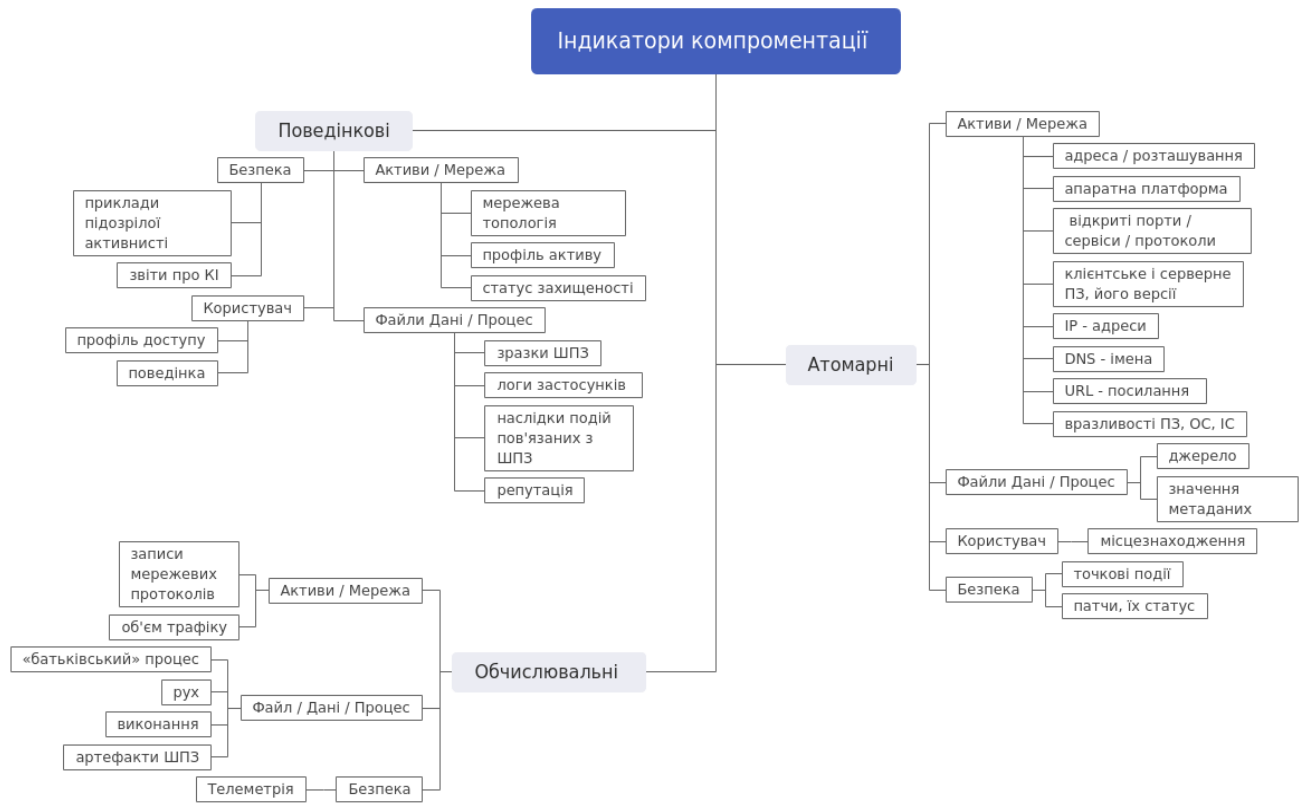 Індикатори компроментації
Поведінкові
Безпека
приклади
підозрілої
активнисті
звіти про КІ
Користувач
профіль доступу
поведінка
Активи / Мережа
мережева
топологія
профіль активу
статус захищеності
Файли Дані / Процес
зразки ШПЗ
логи застосунків
наслідки подій
пов'язаних з
ШПЗ
репутація
Атомарні
Активи / Мережа
адреса / розташування
апаратна платформа
відкриті порти /
сервіси / протоколи
клієнтське і серверне
ПЗ, його версії
IP - адреси
DNS - імена
URL - посилання
вразливості ПЗ, ОС, ІС
Файли Дані / Процес
джерело
значення
метаданих
Користувач
місцезнаходження
Безпека
точкові події
патчи, їх статус
Обчислювальні
Активи / Мережа
записи
мережевих
протоколів
об'єм трафіку
Файл / Дані / Процес
«батьківський» процес
рух
виконання
артефакти ШПЗ
Безпека
Телеметрія